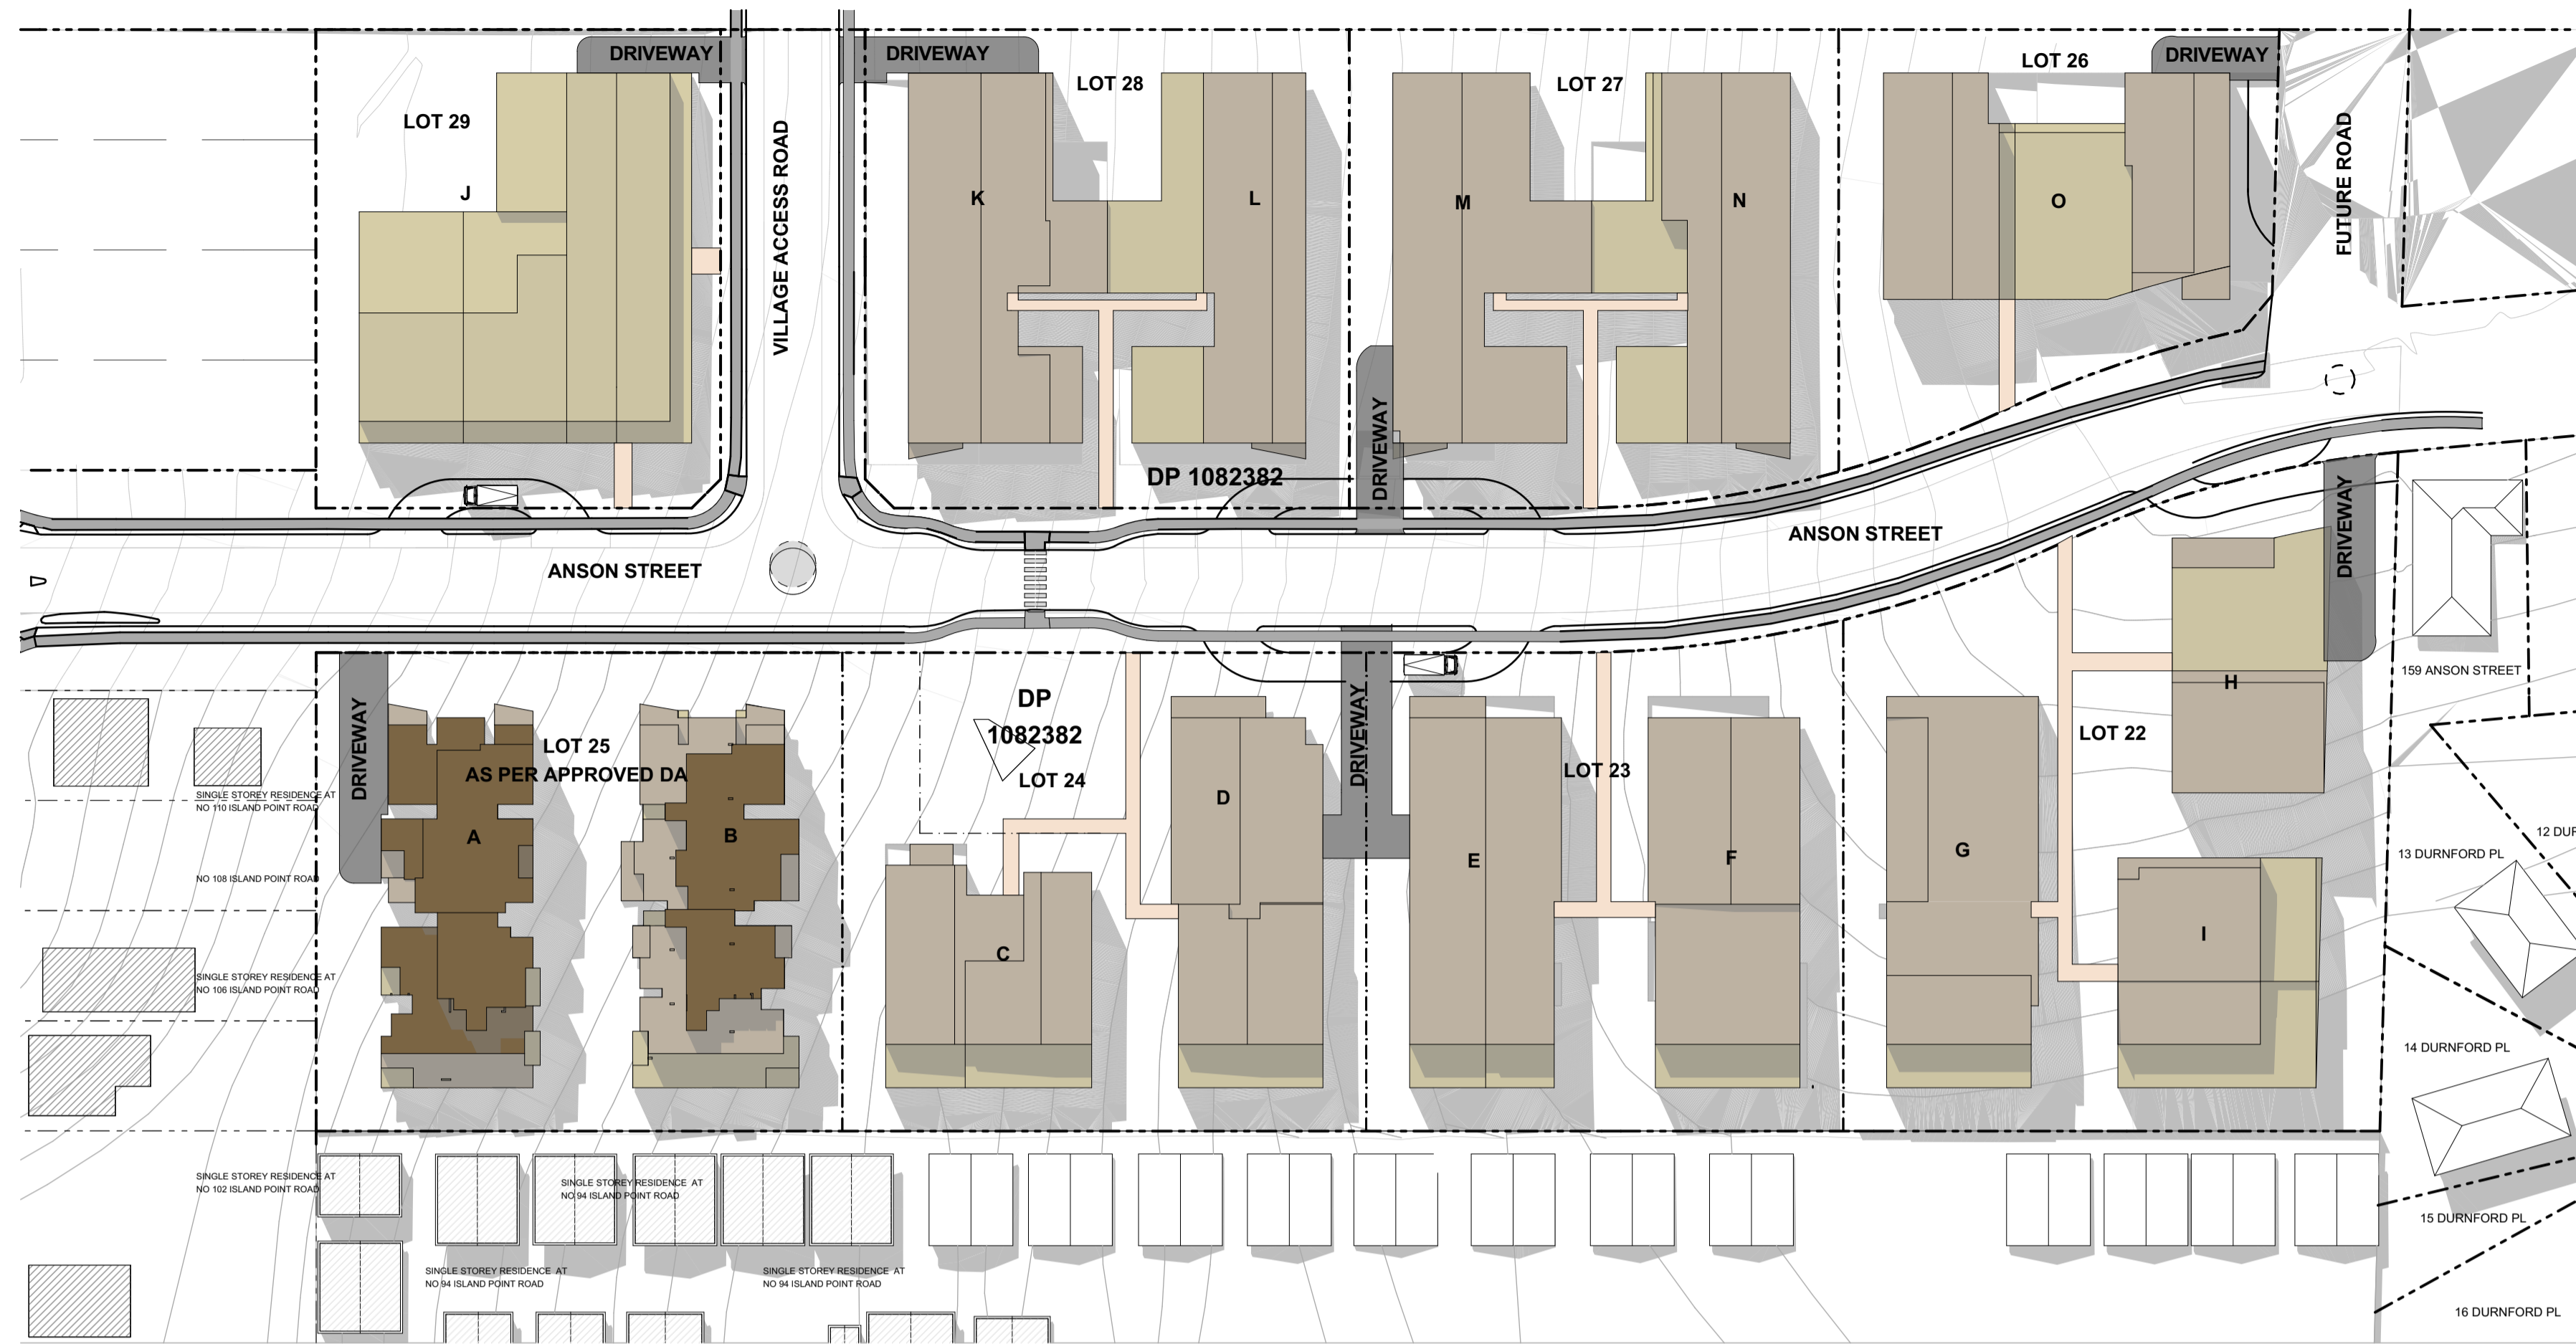 DRIVEWAY
DRIVEWAY
LOT 28
LOT 27
LOT 26
DRIVEWAY
LOT 29
J
VILLAGE ACCESS ROAD
K
L
M
N
O
FUTURE ROAD
DP 1082382
DRIVEWAY
ANSON STREET
ANSON STREET
DRIVEWAY
159 ANSON STREET
H
LOT 22
DP
1082382
LOT 24
DRIVEWAY
LOT 25
AS PER APPROVED DA
DRIVEWAY
LOT 23
D
A
B
C
E
F
G
I
SINGLE STOREY RESIDENCE AT
NO 110 ISLAND POINT ROAD
NO 108 ISLAND POINT ROAD
SINGLE STOREY RESIDENCE AT
NO 106 ISLAND POINT ROAD
SINGLE STOREY RESIDENCE AT
NO 102 ISLAND POINT ROAD
SINGLE STOREY RESIDENCE AT
NO 94 ISLAND POINT ROAD
SINGLE STOREY RESIDENCE AT
NO 94 ISLAND POINT ROAD
SINGLE STOREY RESIDENCE AT
NO 94 ISLAND POINT ROAD
12 DUR
13 DURNFORD PL
14 DURNFORD PL
15 DURNFORD PL
16 DURNFORD PL